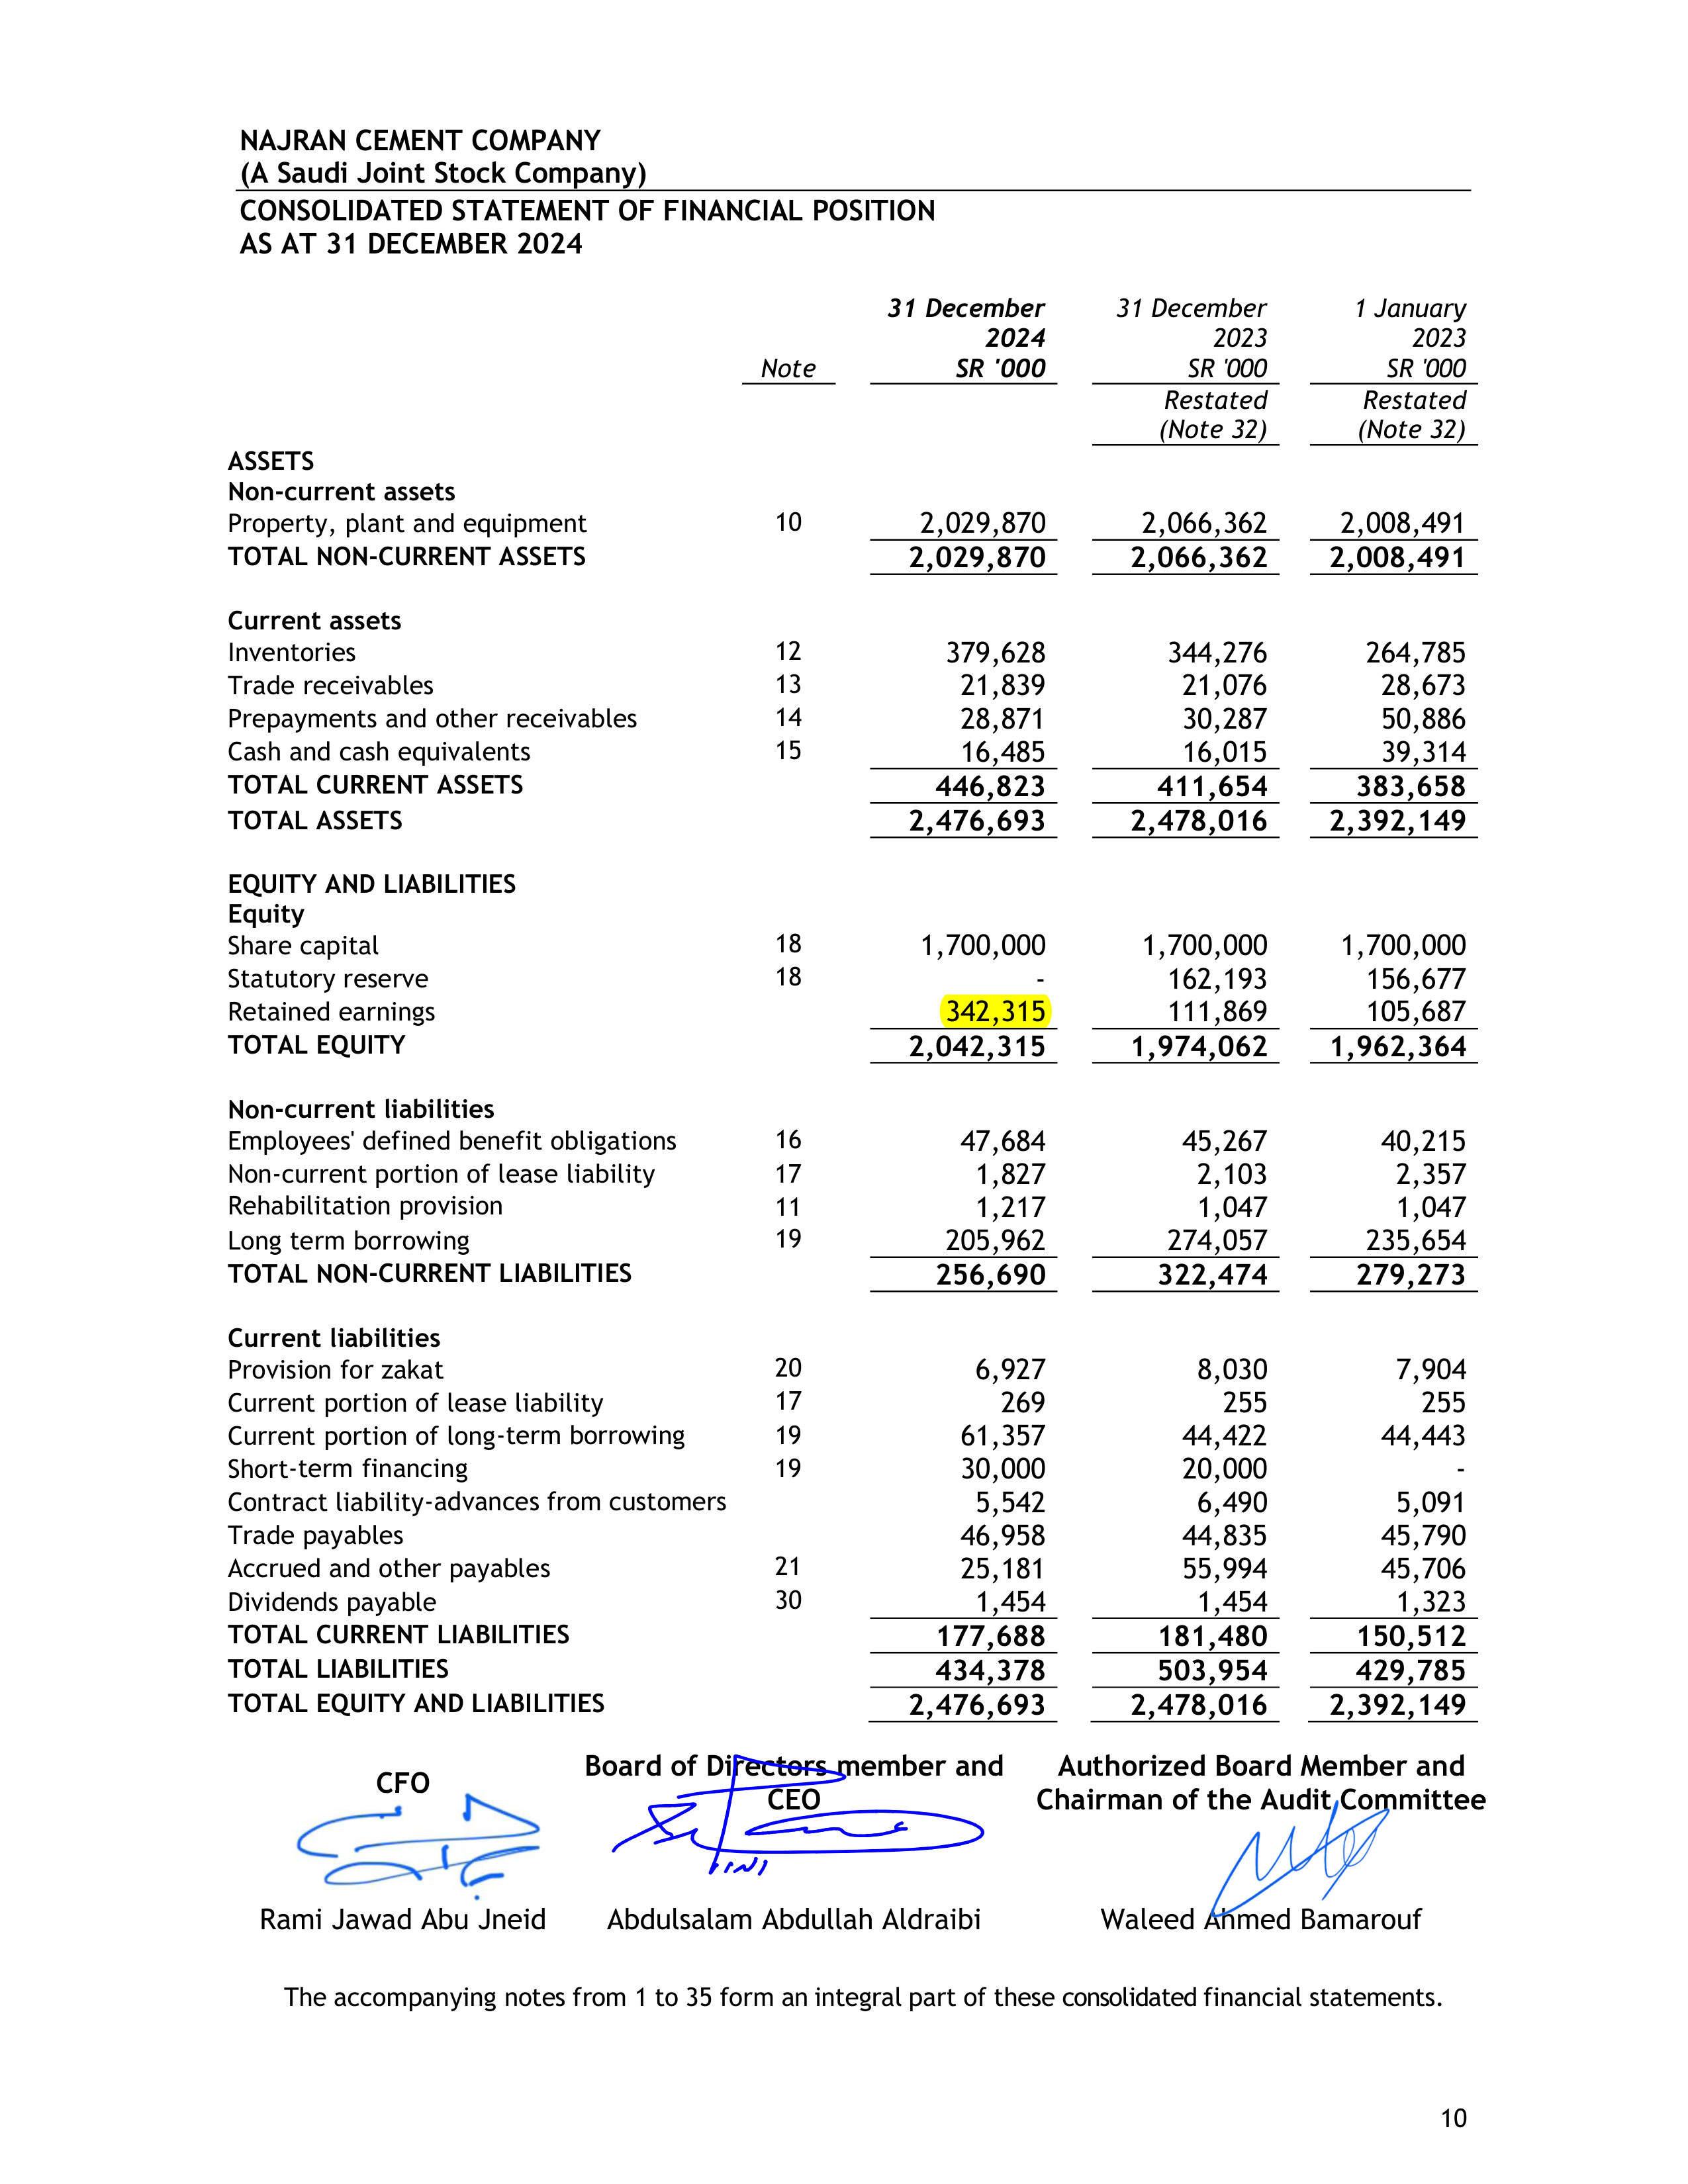 NAJRAN CEMENT COMPANY
(A Saudi Joint Stock Company)
CONSOLIDATED STATEMENT OF FINANCIAL POSITION
AS AT 31 DECEMBER 2024
31 December 31 December 1 January
2024 2023 2023
Note SR '000 SR '000 SR '000
Restated Restated
(Note 32) (Note 32)
ASSETS
Non-current assets
Property, plant and equipment 10 2,029,870 2,066,362 2,008,491
TOTAL NON-CURRENT ASSETS 2,029,870 2,066,362 2,008,491
Current assets
Inventories 12 379,628 344,276 264,785
Trade receivables 13 21,839 21,076 28,673
Prepayments and other receivables 14 28,871 30,287 50,886
Cash and cash equivalents 15 16,485 16,015 39,314
TOTAL CURRENT ASSETS 446,823 411,654 383,658
TOTAL ASSETS 2,476,693 2,478,016 2,392,149
EQUITY AND LIABILITIES
Equity
Share capital 18 1,700,000 1,700,000 1,700,000
Statutory reserve 18 - 162,193 156,677
Retained earnings 342,315 111,869 105,687
TOTAL EQUITY 2,042,315 1,974,062 1,962,364
Non-current liabilities
Employees' defined benefit obligations 16 47,684 45,267 40,215
Non-current portion of lease liability 17 1,827 2,103 2,357
Rehabilitation provision 11 1,217 1,047 1,047
Long term borrowing 19 205,962 274,057 235,654
TOTAL NON-CURRENT LIABILITIES 256,690 322,474 279,273
Current liabilities
Provision for zakat 20 6,927 8,030 7,904
Current portion of lease liability 17 269 255 255
Current portion of long-term borrowing 19 61,357 44,422 44,443
Short-term financing 19 30,000 20,000 -
Contract liability-advances from customers 5,542 6,490 5,091
Trade payables 46,958 44,835 45,790
Accrued and other payables 21 25,181 55,994 45,706
Dividends payable 30 1,454 1,454 1,323
TOTAL CURRENT LIABILITIES 177,688 181,480 150,512
TOTAL LIABILITIES 434,378 503,954 429,785
TOTAL EQUITY AND LIABILITIES 2,476,693 2,478,016 2,392,149
CFO
Board of Directors member and
CEO
Authorized Board Member and
Chairman of the Audit Committee
Rami Jawad Abu Jneid Abdulsalam Abdullah Aldraibi Waleed Ahmed Bamarouf
The accompanying notes from 1 to 35 form an integral part of these consolidated financial statements.
10